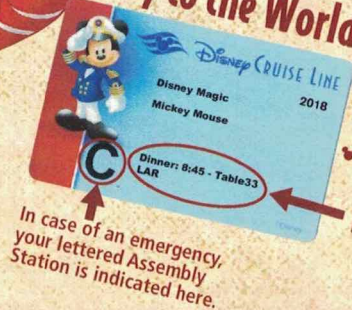 to the World
Disney CRUISE LINE
Disney Magic
2018
Mickey Mouse
C
Dinner: 8:45 - Table33
LAR
In case of an emergency,
your lettered Assembly
Station is indicated here.
©Disney